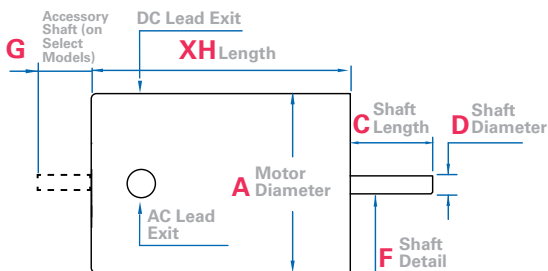 Accessory
Shaft (on
Select
Models)
G
DC Lead Exit
XH Length
C Shaft
Length
D Shaft
Diameter
A Motor
Diameter
AC Lead
Exit
F Shaft
Detail